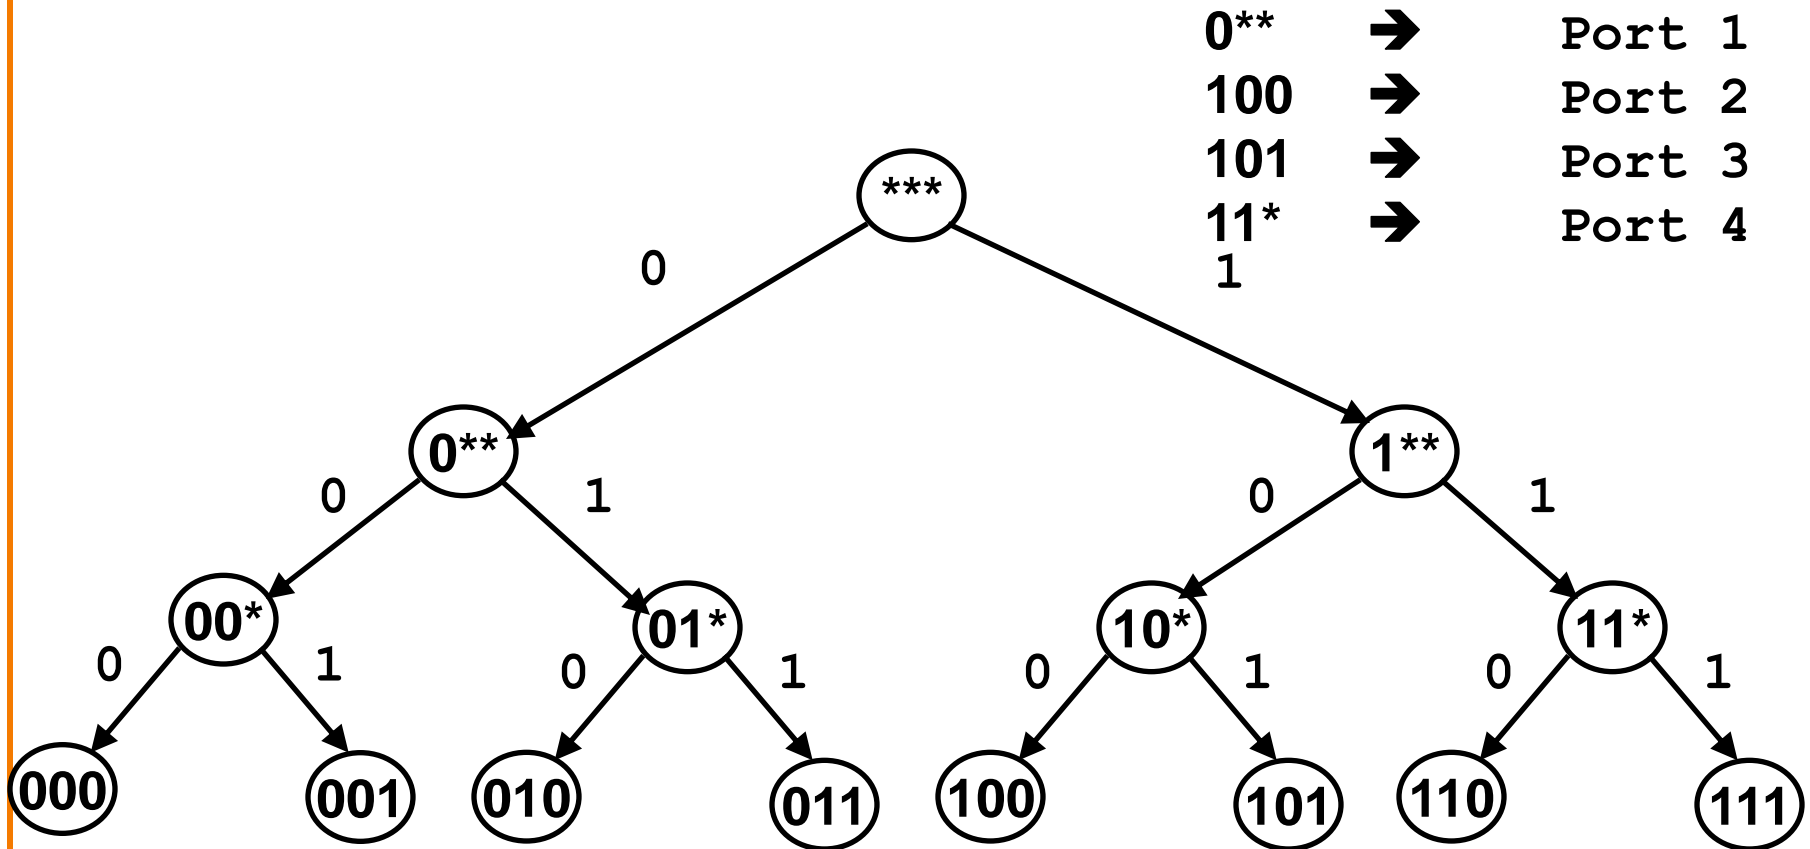 0** ➔ Port 1
100 ➔ Port 2
101 ➔ Port 3
***
11* ➔ Port 4
0 1
0** 1**
0 1 0 1
00* 01* 10* 11*
0 1 0 1 0 1 0 1
000 001 010 011 100 101 110 111